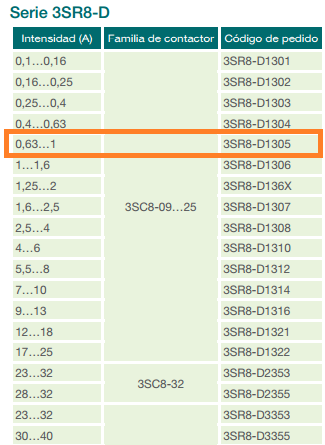 Serie 3SR8-D
Intensidad (A) Familia de contactor Código de pedido
0,1…0,16 3SR8-D1301
0,16…0,25 3SR8-D1302
0,25…0,4 3SR8-D1303
0,4…0,63 3SR8-D1304
0,63…1 3SR8-D1305
1…1,6 3SR8-D1306
1,25…2 3SR8-D136X
1,6…2,5 3SC8-09…25 3SR8-D1307
2,5…4 3SR8-D1308
4…6 3SR8-D1310
5,5…8 3SR8-D1312
7…10 3SR8-D1314
9…13 3SR8-D1316
12…18 3SR8-D1321
17…25 3SR8-D1322
23…32 3SC8-32 3SR8-D2353
28…32 3SR8-D2355
23…32 3SR8-D3353
30…40 3SR8-D3355